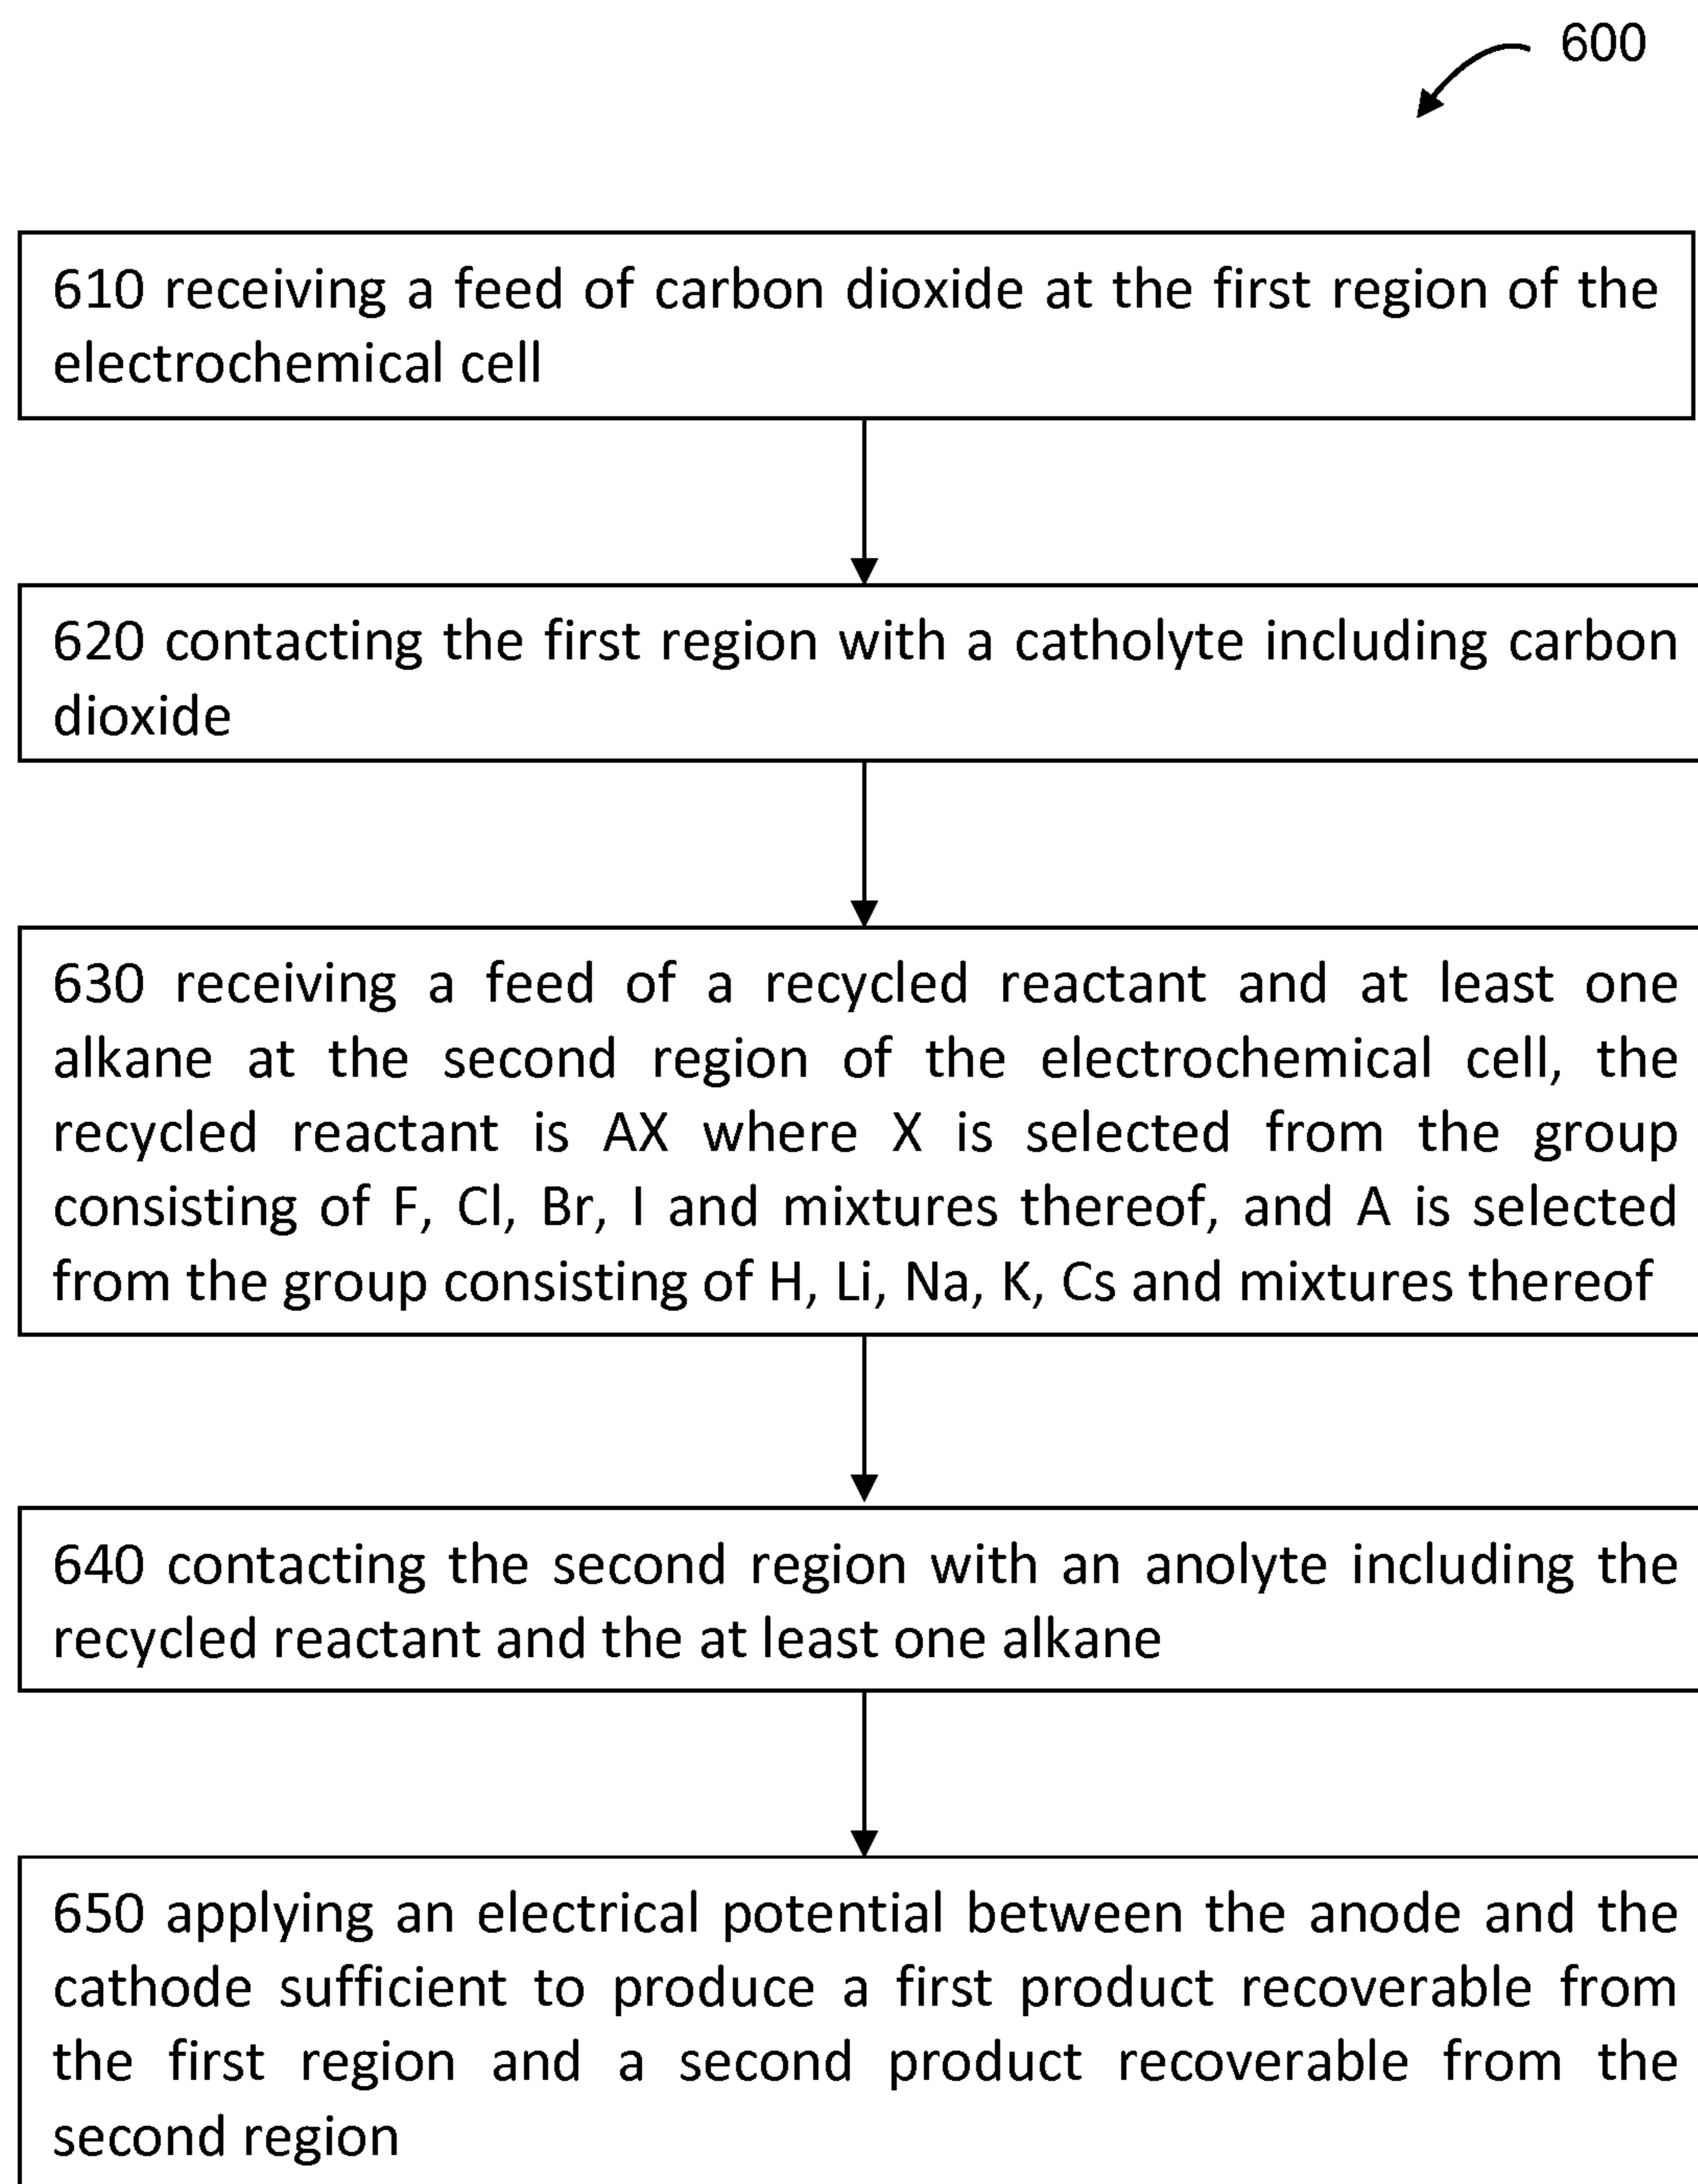 600
610 receiving a feed of carbon dioxide at the first region of the
electrochemical cell
620 contacting the first region with a catholyte including carbon
dioxide
630 receiving a feed of a recycled reactant and at least one
alkane at the second region of the electrochemical cell, the
recycled reactant is AX where X is selected from the group
consisting of F, Cl, Br, I and mixtures thereof, and A is selected
from the group consisting of H, Li, Na, K, Cs and mixtures thereof
640 contacting the second region with an anolyte including the
recycled reactant and the at least one alkane
650 applying an electrical potential between the anode and the
cathode sufficient to produce a first product recoverable from
the first region and a second product recoverable from the
second region